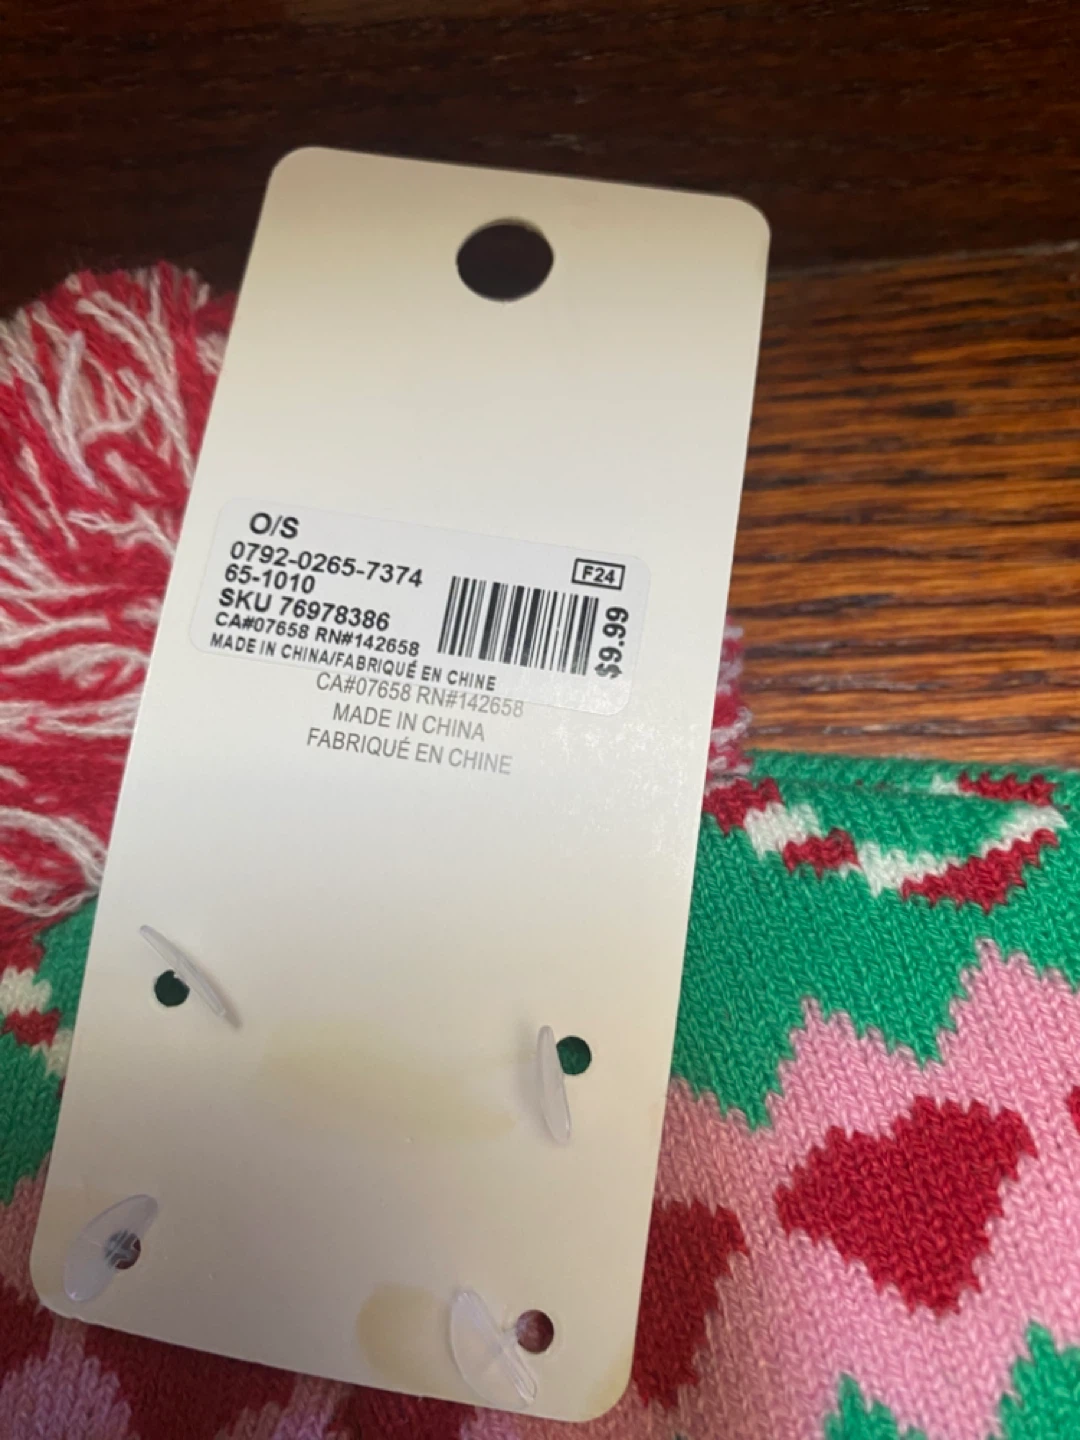 O/S
0792-0265-7374
65-1010
SKU 76978386
CA#07658 RN#142658
MADE IN CHINA/FABRIQUÉ EN CHINE
F24
$9.99
CA#07658 RN#142658
MADE IN CHINA
FABRIQUÉ EN CHINE